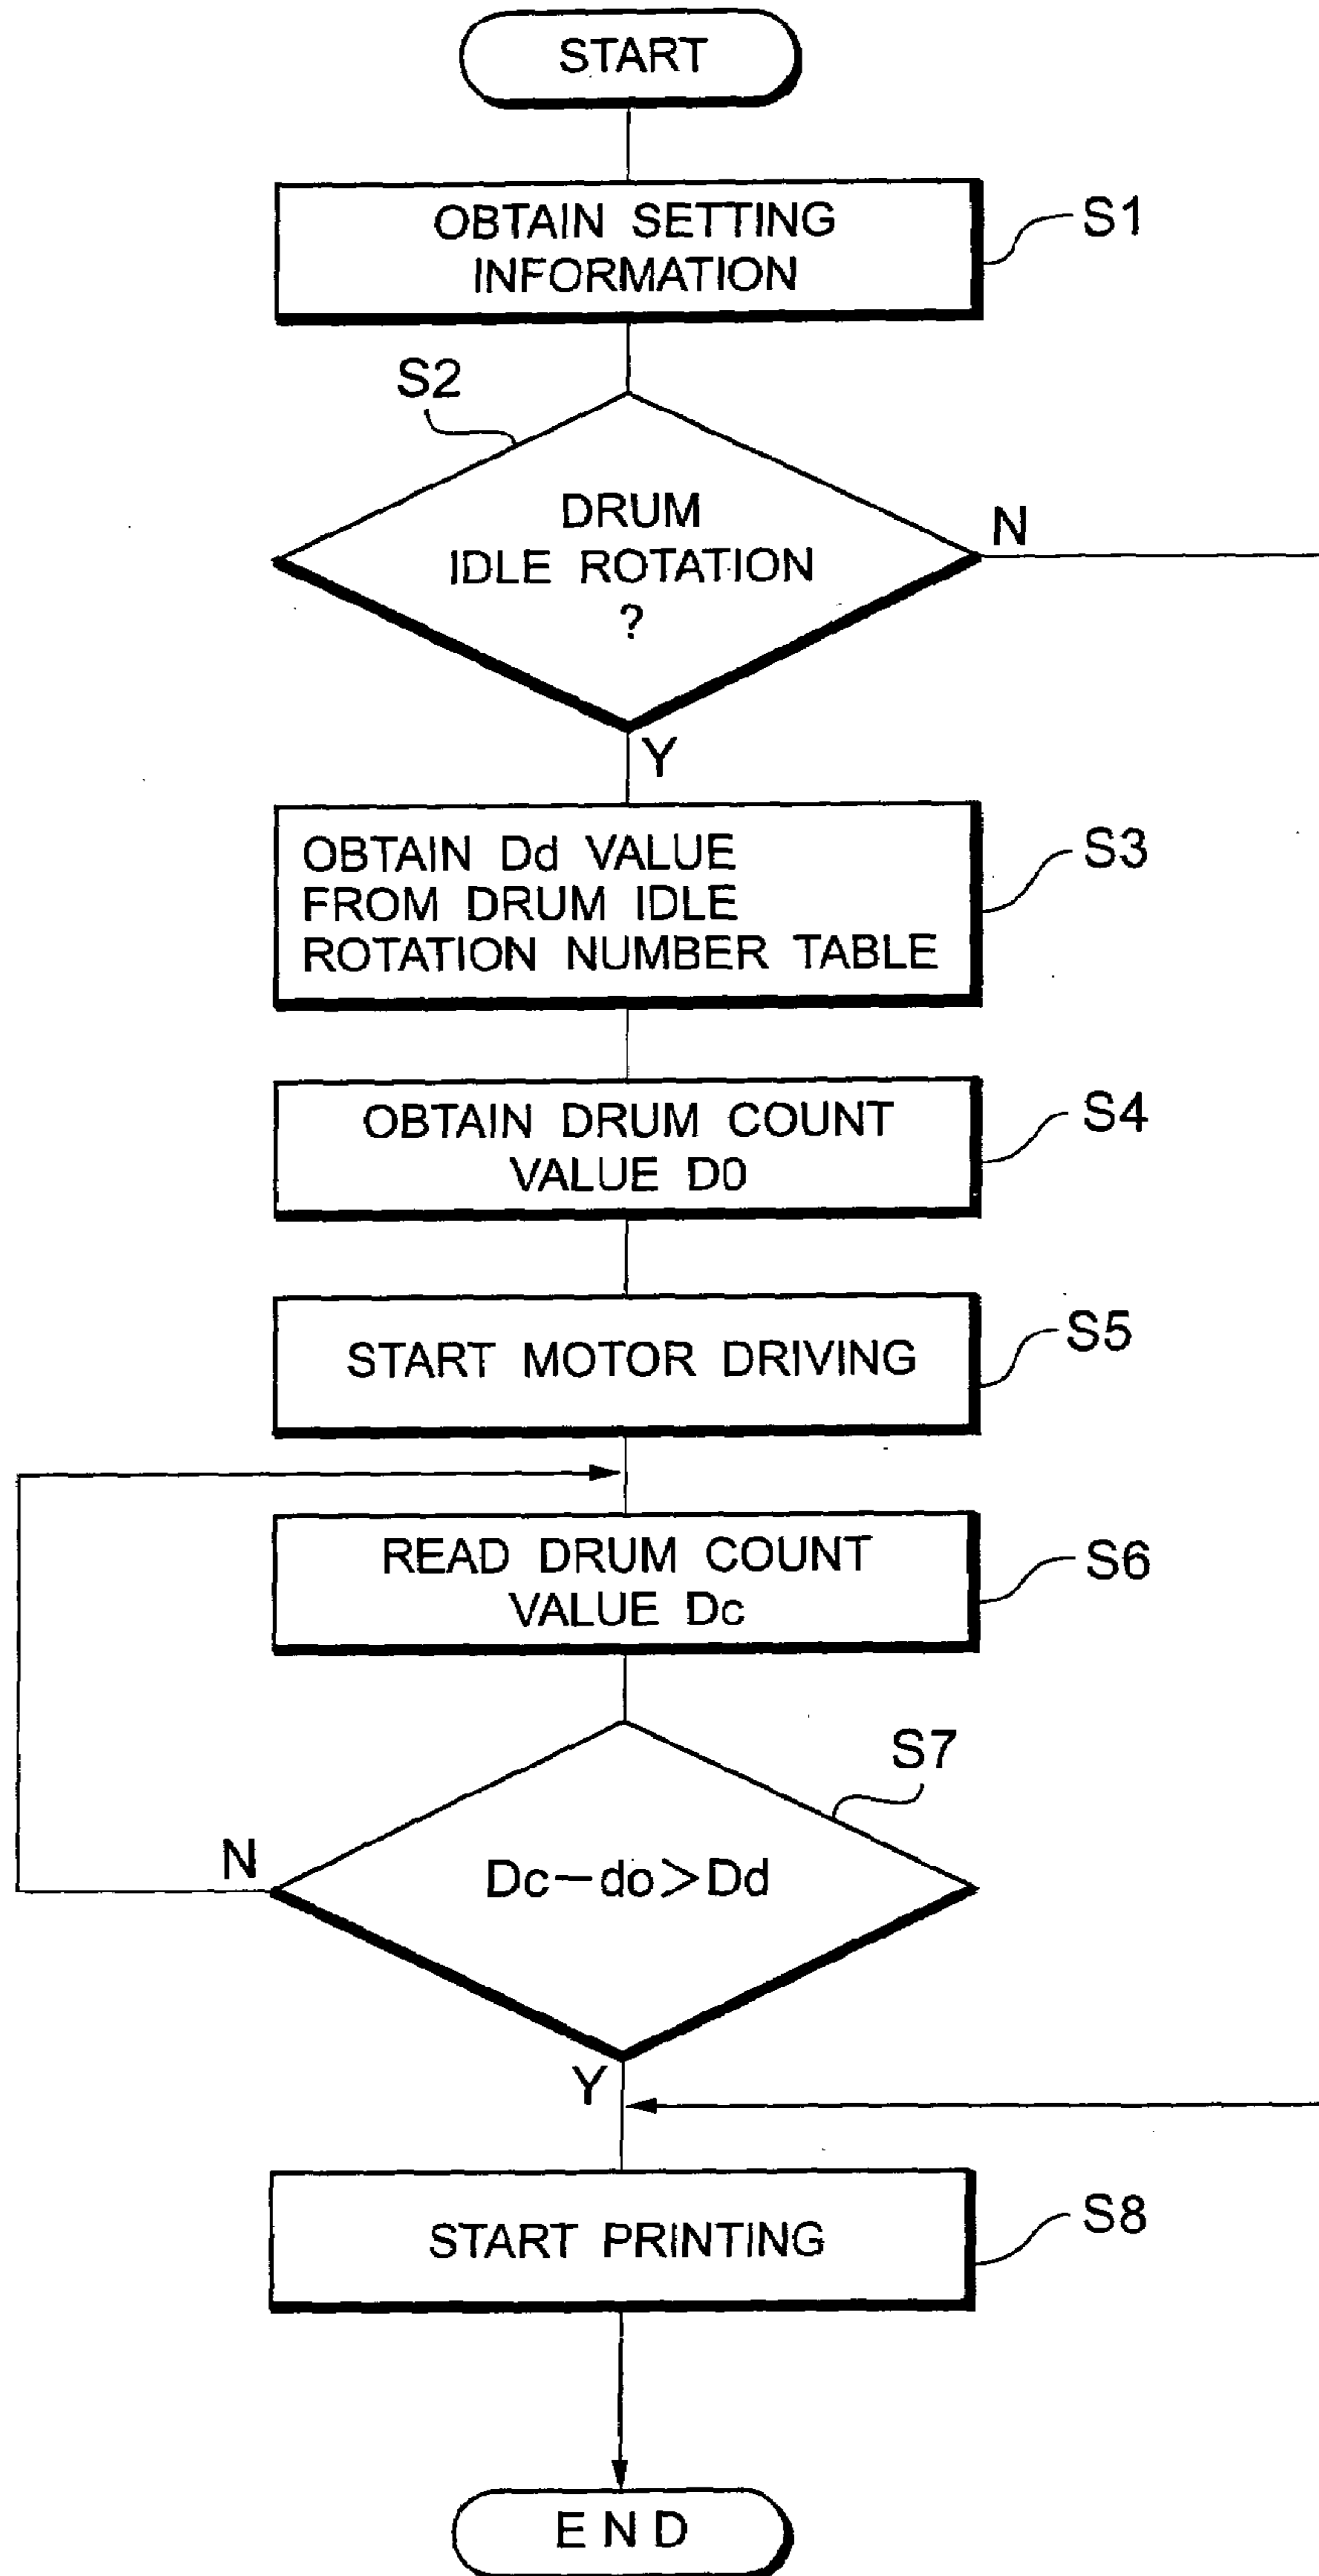 START
OBTAIN SETTING
INFORMATION
S1
S2
DRUM
IDLE ROTATION
?
N
Y
OBTAIN Dd VALUE
FROM DRUM IDLE
ROTATION NUMBER TABLE
S3
OBTAIN DRUM COUNT
VALUE D0
S4
START MOTOR DRIVING
S5
READ DRUM COUNT
VALUE Dc
S6
S7
N
Dc-do>Dd
Y
START PRINTING
S8
END